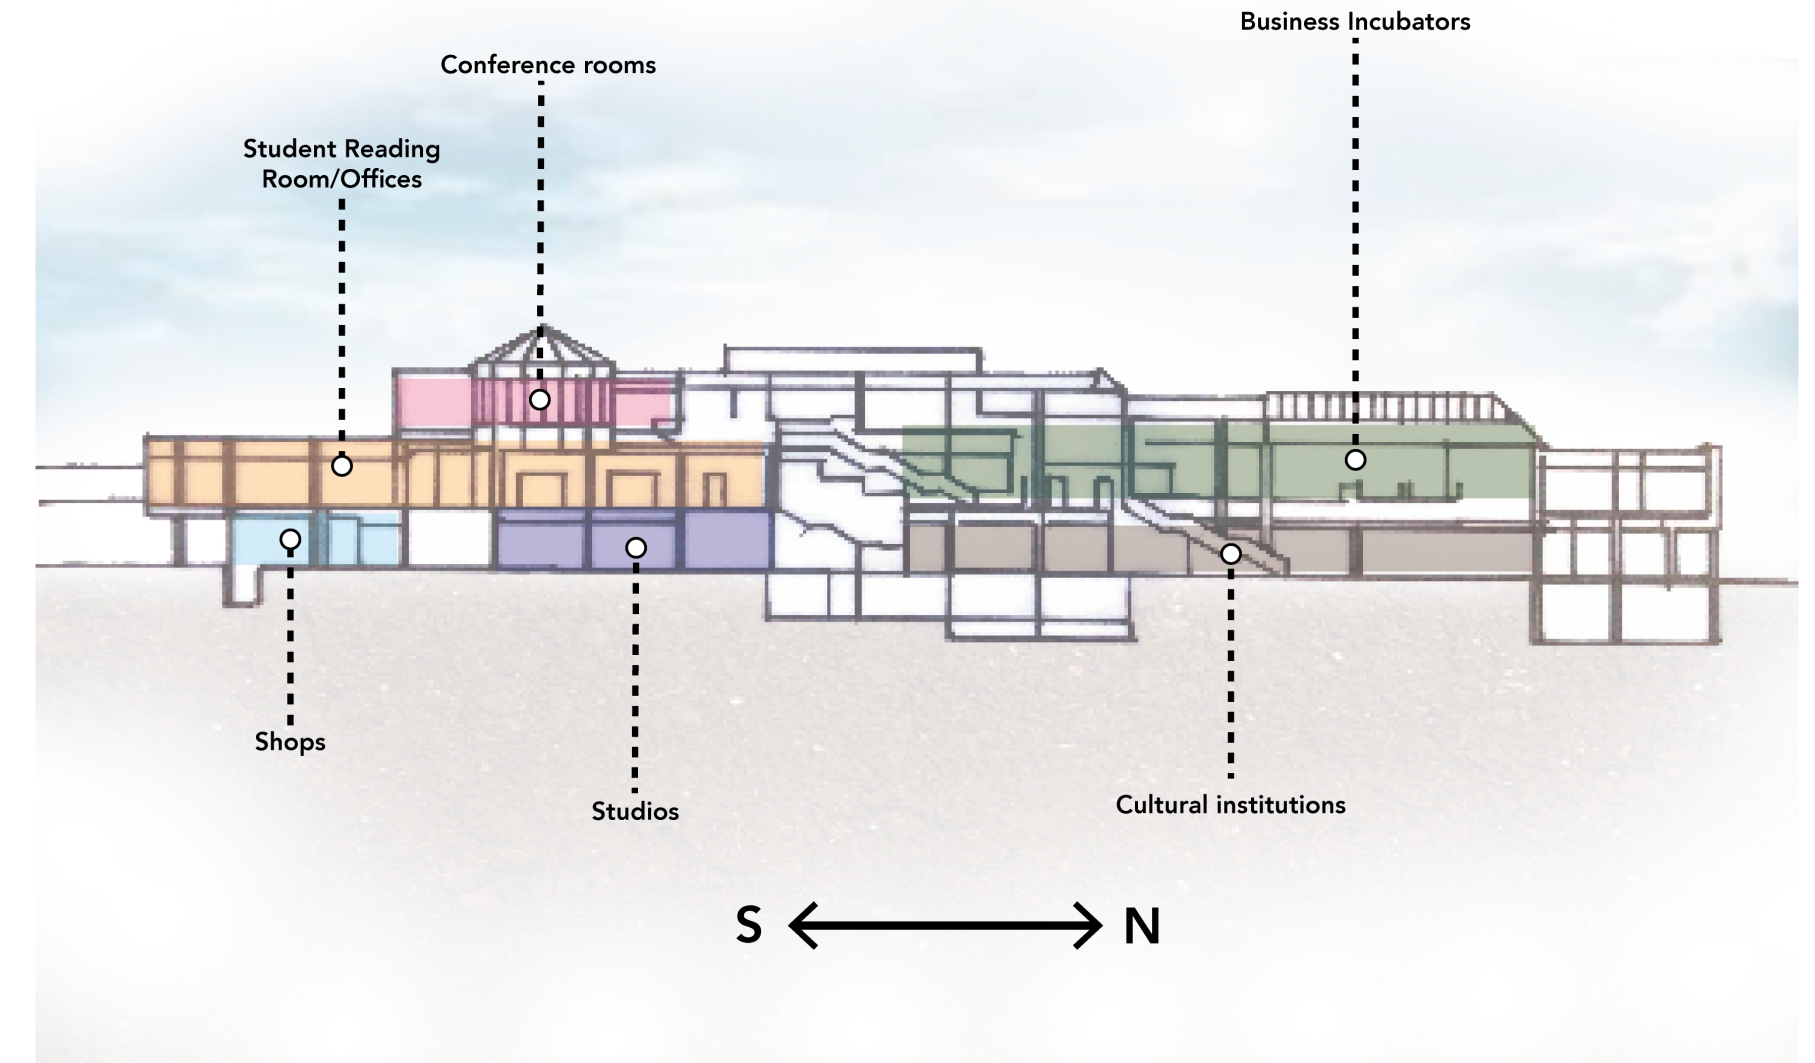 Business Incubators
Conference rooms
Student Reading
Room/Offices
Shops
Studios
Cultural institutions
S N